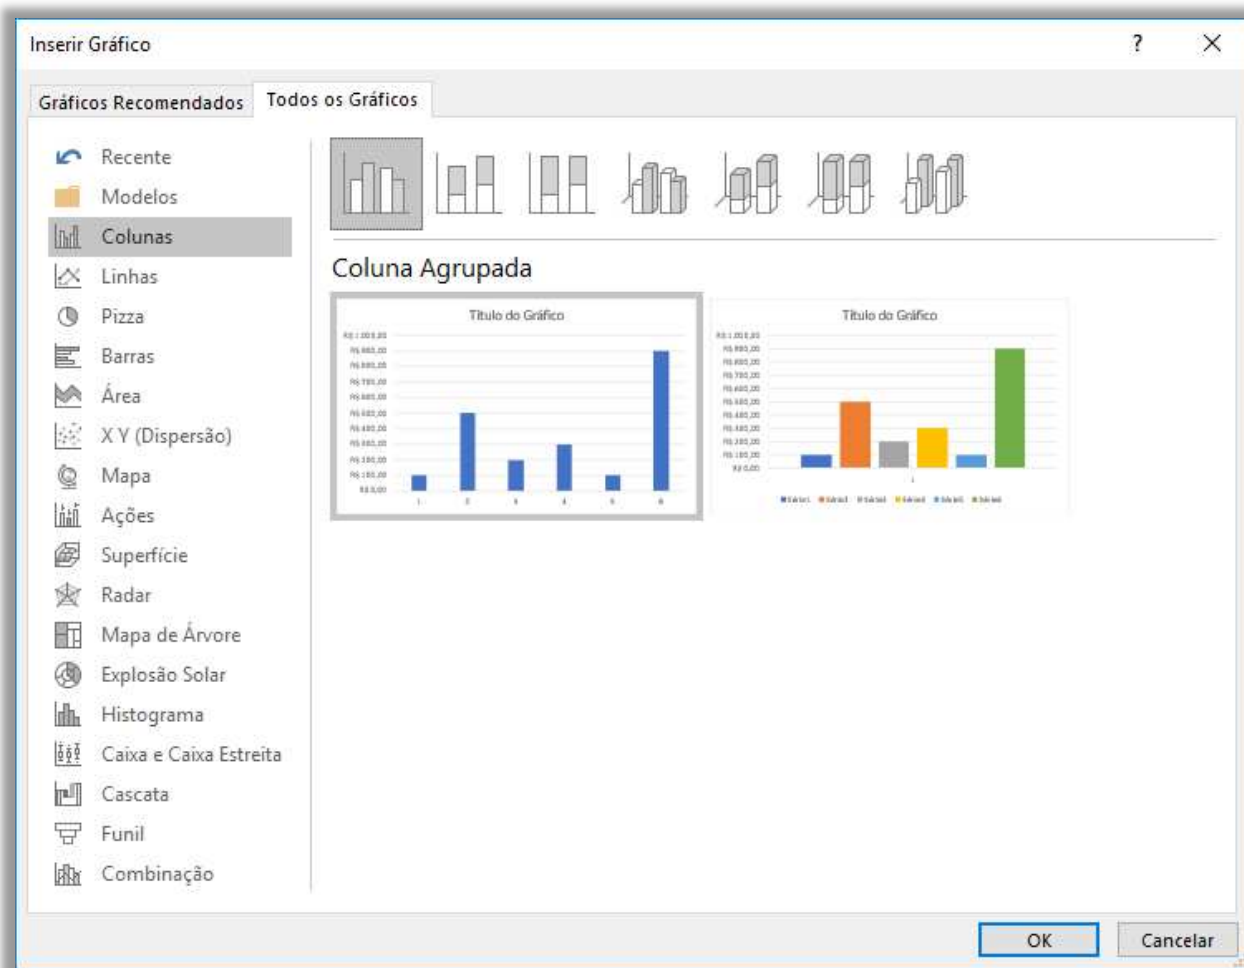 Inserir Gráfico
?
Gráficos Recomendados
Todos os Gráficos
Recente
Modelos
Colunas
Linhas
Pizza
Barras
Área
X Y (Dispersão)
Mapa
Ações
Superfície
Radar
Mapa de Árvore
Explosão Solar
Histograma
Caixa e Caixa Estreita
Cascata
Funil
Combinação
Coluna Agrupada
Título do Gráfico
Título do Gráfico
OK
Cancelar